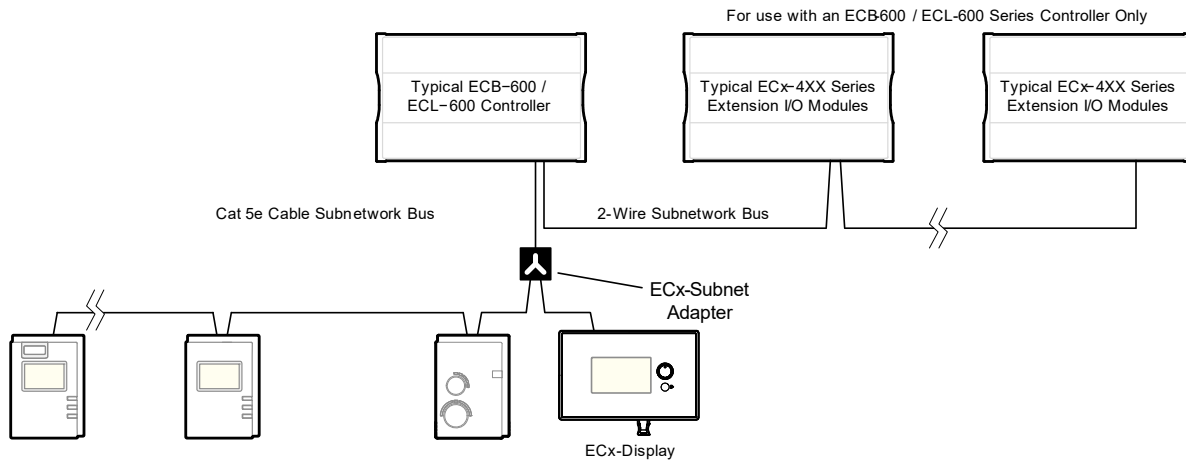 For use with an ECB-600 / ECL-600 Series Controller Only
Typical ECB-600 /
ECL-600 Controller
Typical ECx-4XX Series
Extension I/O Modules
Typical ECx-4XX Series
Extension I/O Modules
Cat 5e Cable Subnetwork Bus
2-Wire Subnetwork Bus
ECx-Subnet
Adapter
ECx-Display